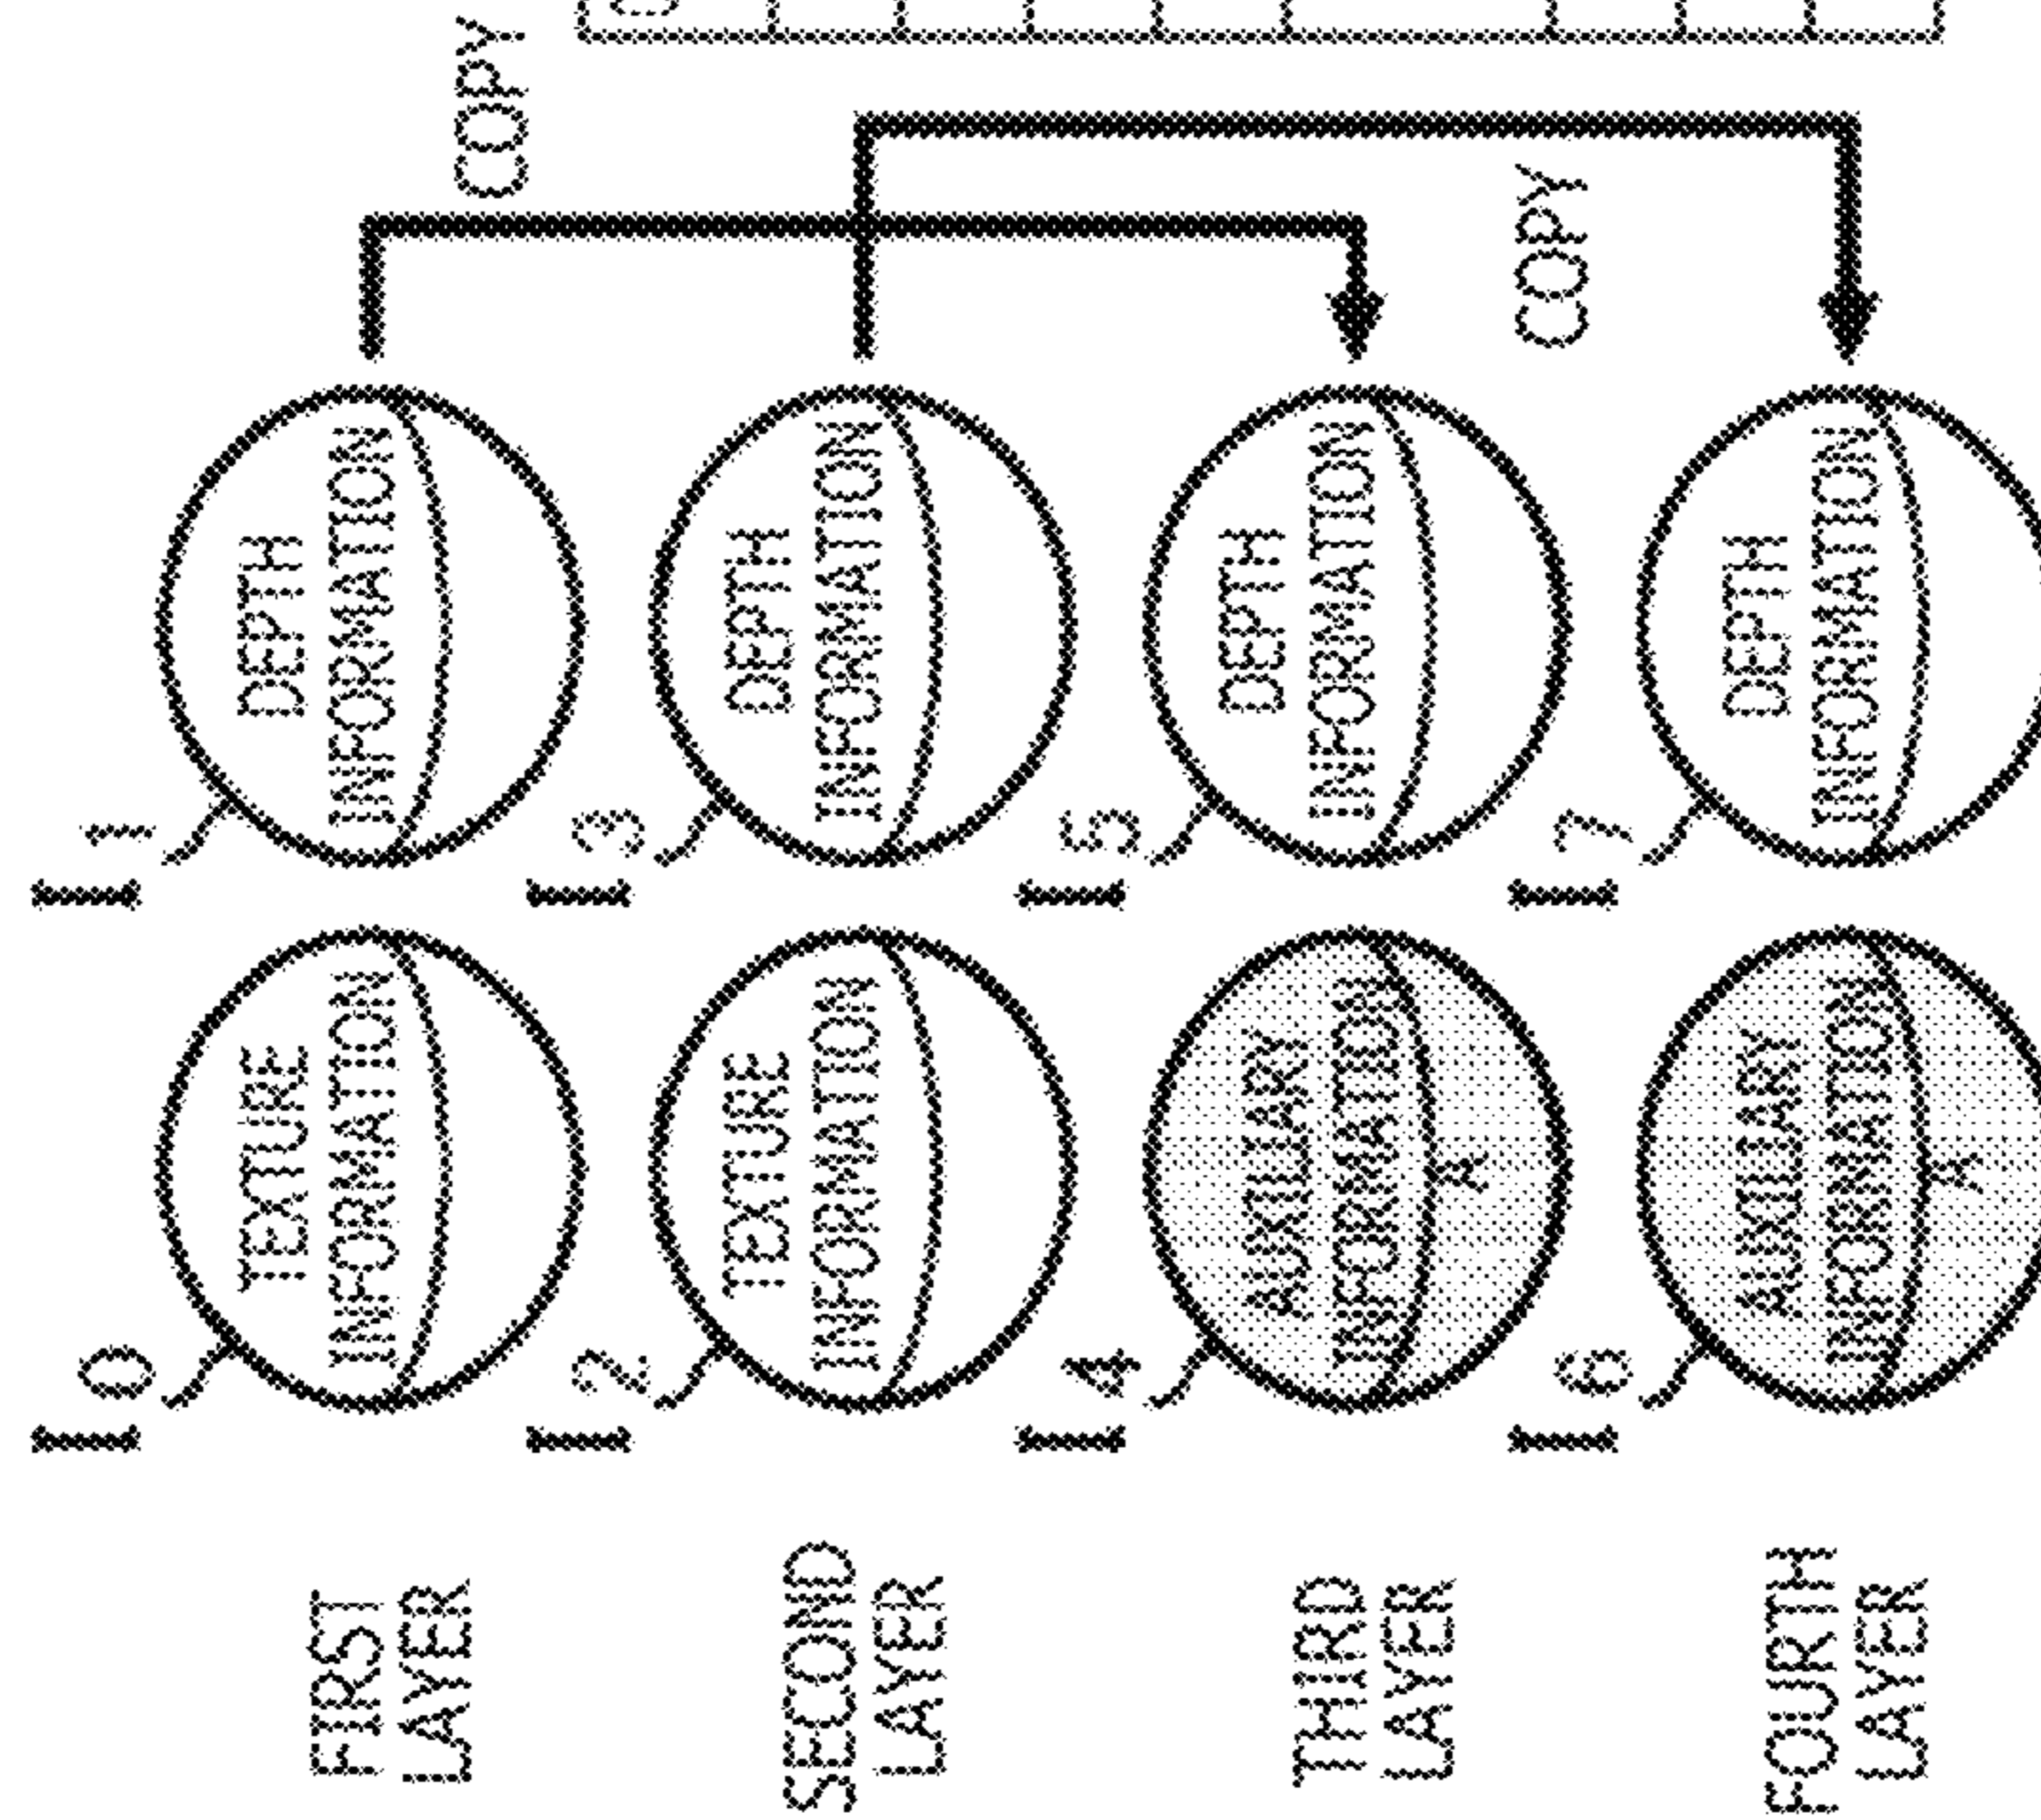 I0
I1
FIRST
LAYER
TEXTURE
INFORMATION
DEPTH
INFORMATION
COPY
I2
I3
SECOND
LAYER
TEXTURE
INFORMATION
DEPTH
INFORMATION
I4
I5
THIRD
LAYER
AUXILIARY
INFORMATION
A
DEPTH
INFORMATION
COPY
I6
I7
FOURTH
LAYER
AUXILIARY
INFORMATION
A
DEPTH
INFORMATION